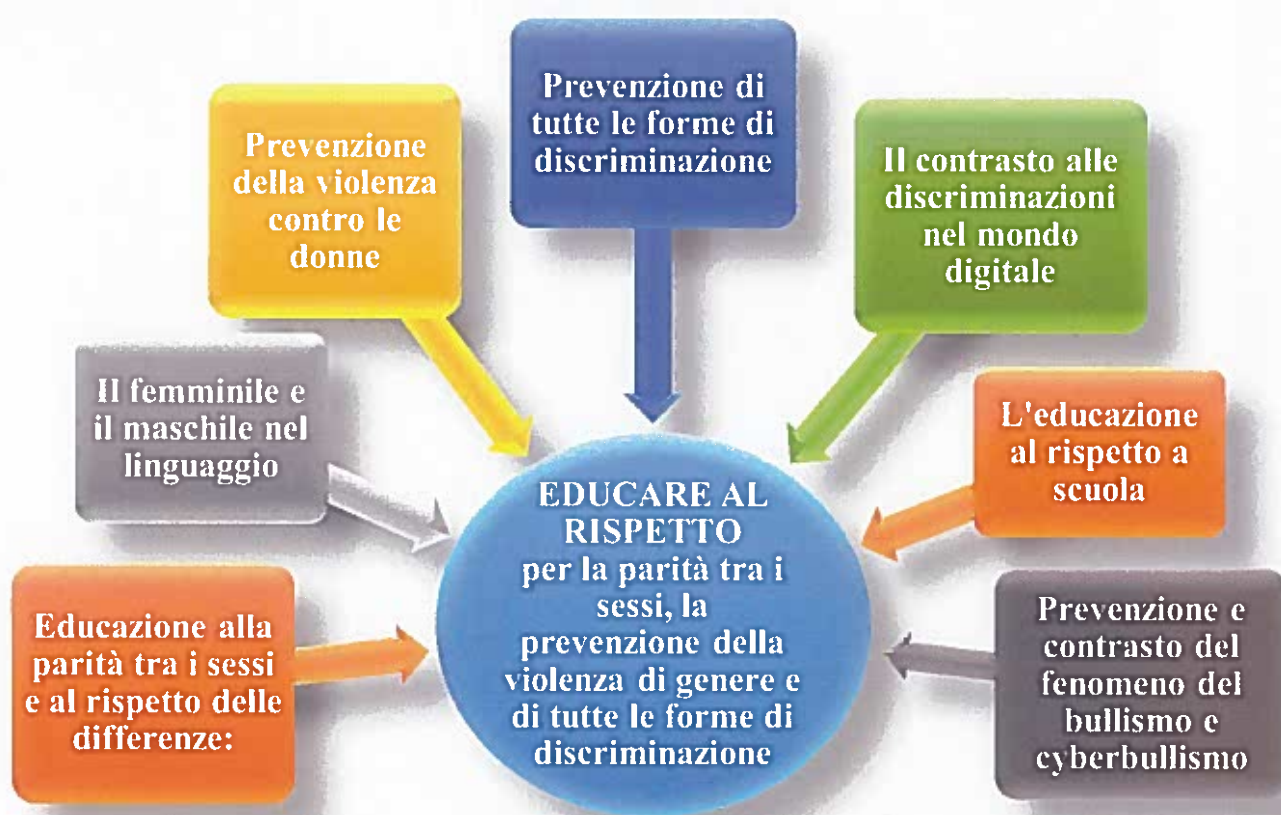 Prevenzione di
tutte le forme di
discriminazione
Prevenzione
della violenza
contro le
donne
Il contrasto alle
discriminazioni
nel mondo
digitale
Il femminile e
il maschile nel
linguaggio
L'educazione
al rispetto a
scuola
Educazione alla
parità tra i sessi
e al rispetto delle
differenze:
EDUCARE AL
RISPETTO
per la parità tra i
sessi, la
prevenzione della
violenza di genere e
di tutte le forme di
discriminazione
Prevenzione e
contrasto del
fenomeno del
bullismo e
cyberbullismo